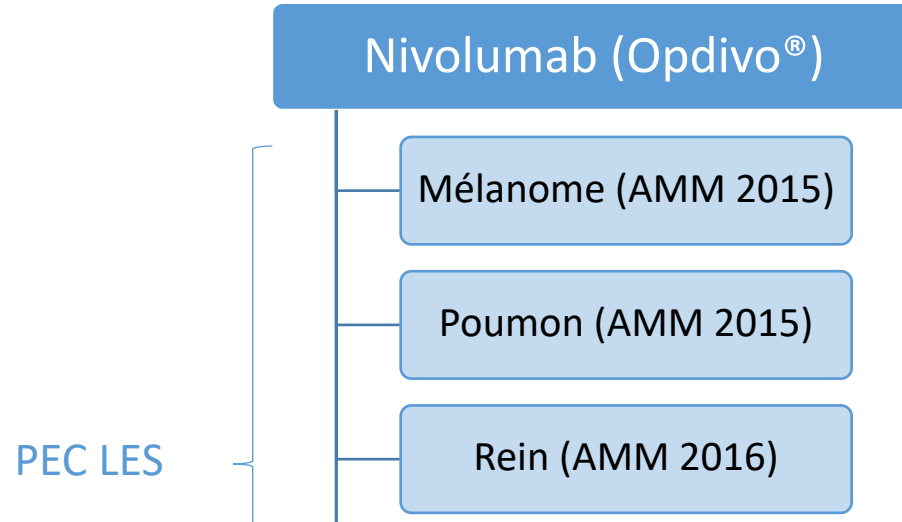 Nivolumab (Opdivo®)
Mélanome (AMM 2015)
Poumon (AMM 2015)
Rein (AMM 2016)
PEC LES